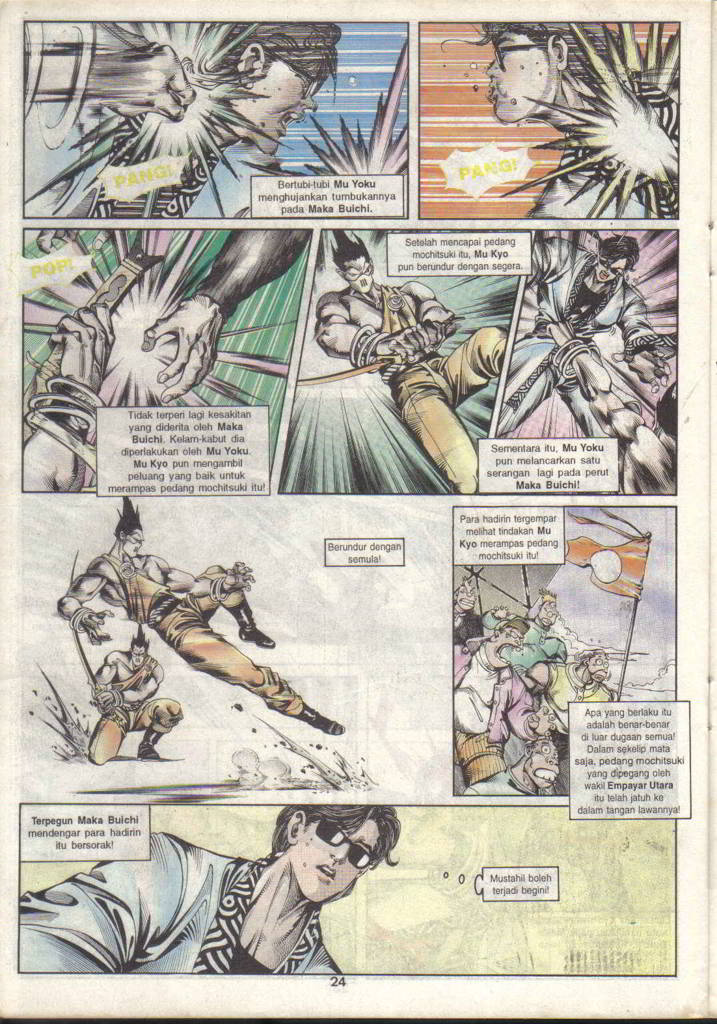 PANG!
Bertubi-tubi Mu Yoku
menghujankan tumbukannya
pada Maka Buichi.
PANG!
POP!
Tidak terperi lagi kesakitan
yang diderita oleh Maka
Buichi. Kelam-kabut dia
diperlakukan oleh Mu Yoku.
Mu Kyo pun mengambil
peluang yang baik untuk
merampas pedang mochitsuki itu!
Setelah mencapai pedang
mochitsuki itu, Mu Kyo
pun berundur dengan segera.
Sementara itu, Mu Yoku
pun melancarkan satu
serangan lagi pada perut
Maka Buichi!
Berundur dengan
semula!
Para hadirin tergempar
melihat tindakan Mu
Kyo merampas pedang
mochitsuki itu!
Apa yang berlaku itu
adalah benar-benar
di luar dugaan semua!
Dalam sekelip mata
saja, pedang mochitsuki
yang dipegang oleh
wakil Empayar Utara
itu telah jatuh ke
dalam tangan lawannya!
Terpegun Maka Buichi
mendengar para hadirin
itu bersorak!
Mustahil boleh
terjadi begini!
24